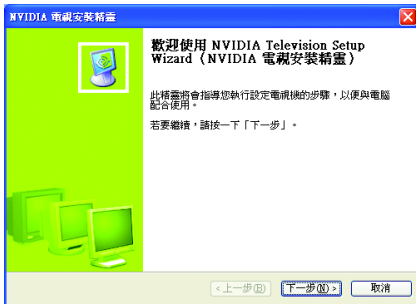 NVIDIA 電視安裝精靈
歡迎使用 NVIDIA Television Setup
Wizard（NVIDIA 電視安裝精靈）
此精靈將會指導您執行設定電視機的步驟，以便與電腦
配合使用。
若要繼續，請按一下「下一步」。
<上一步(B)
下一步(N)>
取消